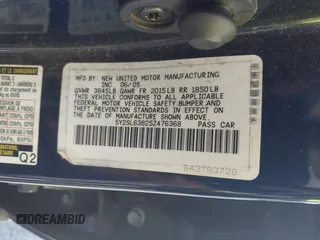 MFD. BY: NEW UNITED MOTOR MANUFACTURING
INC 06/05
GVWR 3845LB GAWR FR 2015LB RR 1850LB
THIS VEHICLE CONFORMS TO ALL APPLICABLE
FEDERAL MOTOR VEHICLE SAFETY,BUMPER AND
THEFT PREVENTION STANDARDS IN EFFECT ON
THE DATE OF MANUFACTURE SHOWN ABOVE.
5Y2SL63825Z476368 PASS CAR
Q2
DREAMBID